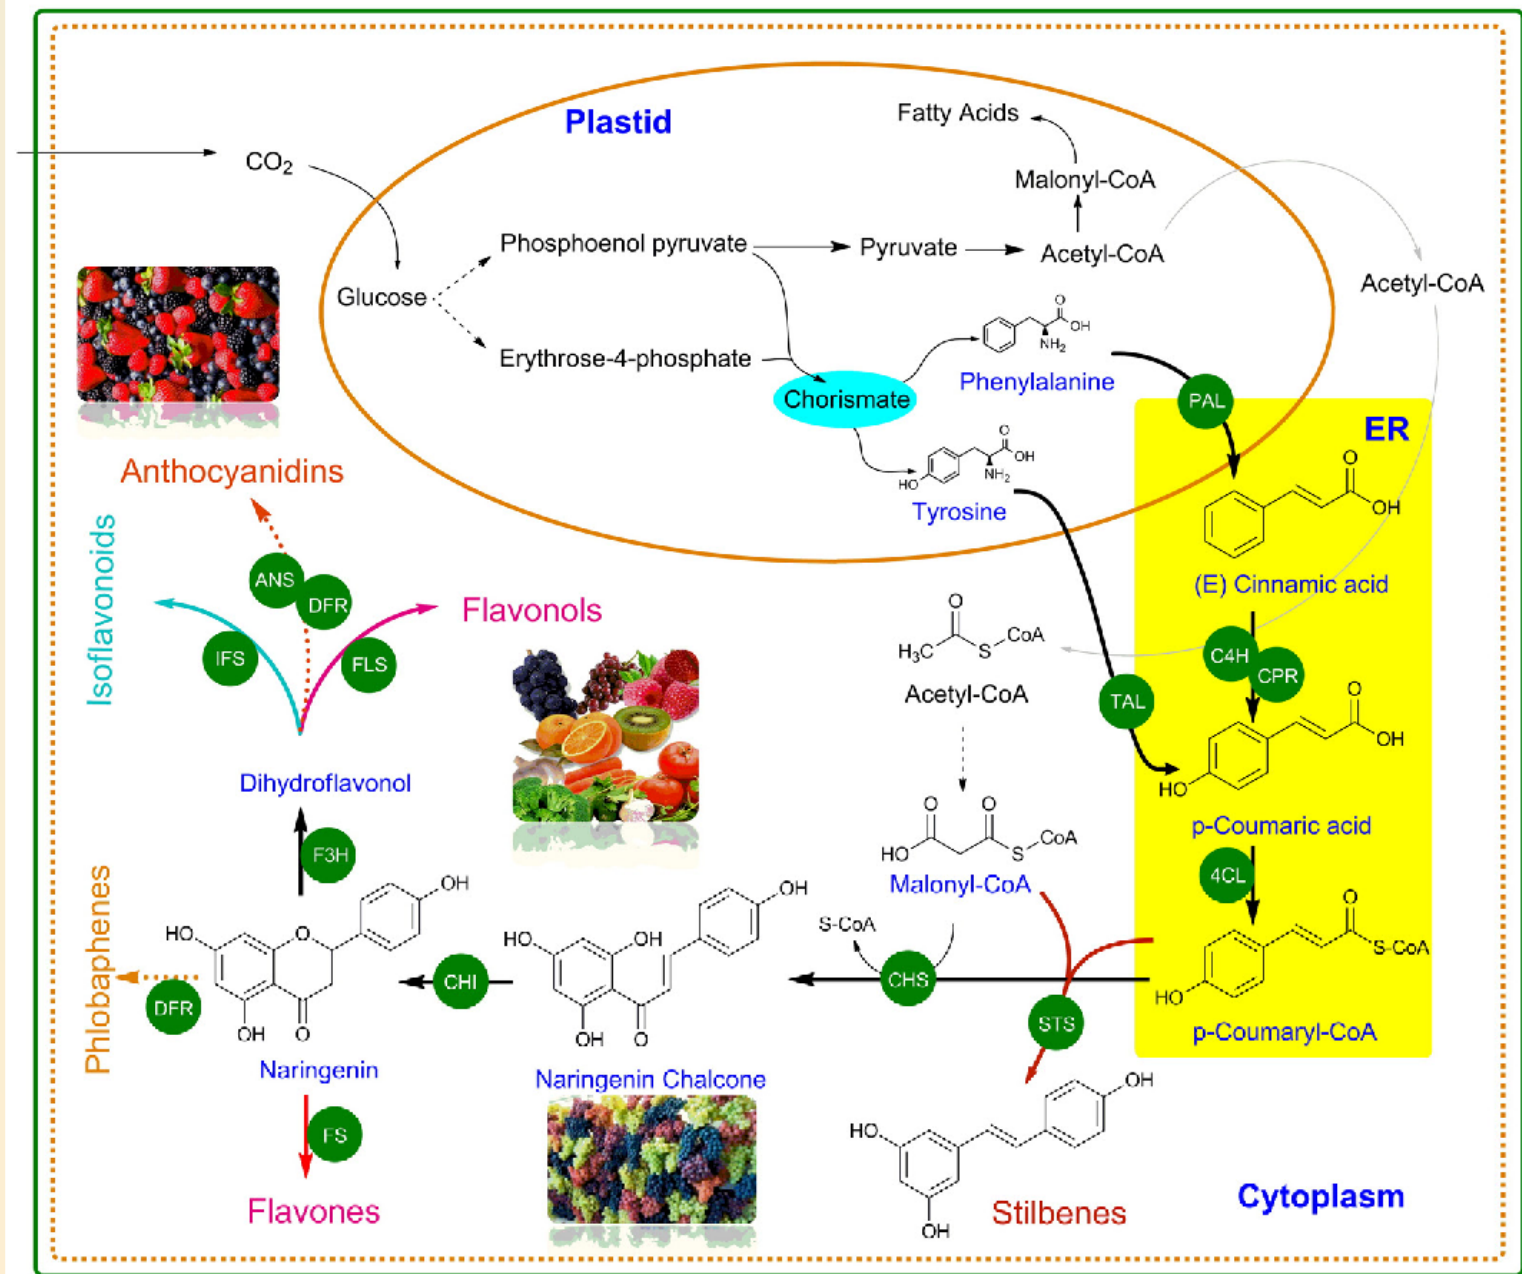 Plastid
Fatty Acids
CO2
Malonyl-CoA
Phosphoenol pyruvate
Pyruvate
Acetyl-CoA
Acetyl-CoA
Glucose
O
OH
NH2
Erythrose-4-phosphate
Phenylalanine
Chorismate
PAL
ER
O
OH
NH2
HO
Tyrosine
O
OH
(E) Cinnamic acid
Anthocyanidins
Isoflavonoids
ANS
DFR
Flavonols
IFS
FLS
O
H3C
S
CoA
Acetyl-CoA
C4H
CPR
TAL
O
OH
HO
p-Coumaric acid
Dihydroflavonol
F3H
O
O
HO
S
CoA
Malonyl-CoA
4CL
O
S-CoA
HO
p-Coumaryl-CoA
Phlobaphenes
DFR
OH
HO
O
OH
O
Naringenin
CHI
OH
HO
OH
OH
O
Naringenin Chalcone
S-CoA
CHS
STS
FS
Flavones
OH
HO
OH
Stilbenes
Cytoplasm